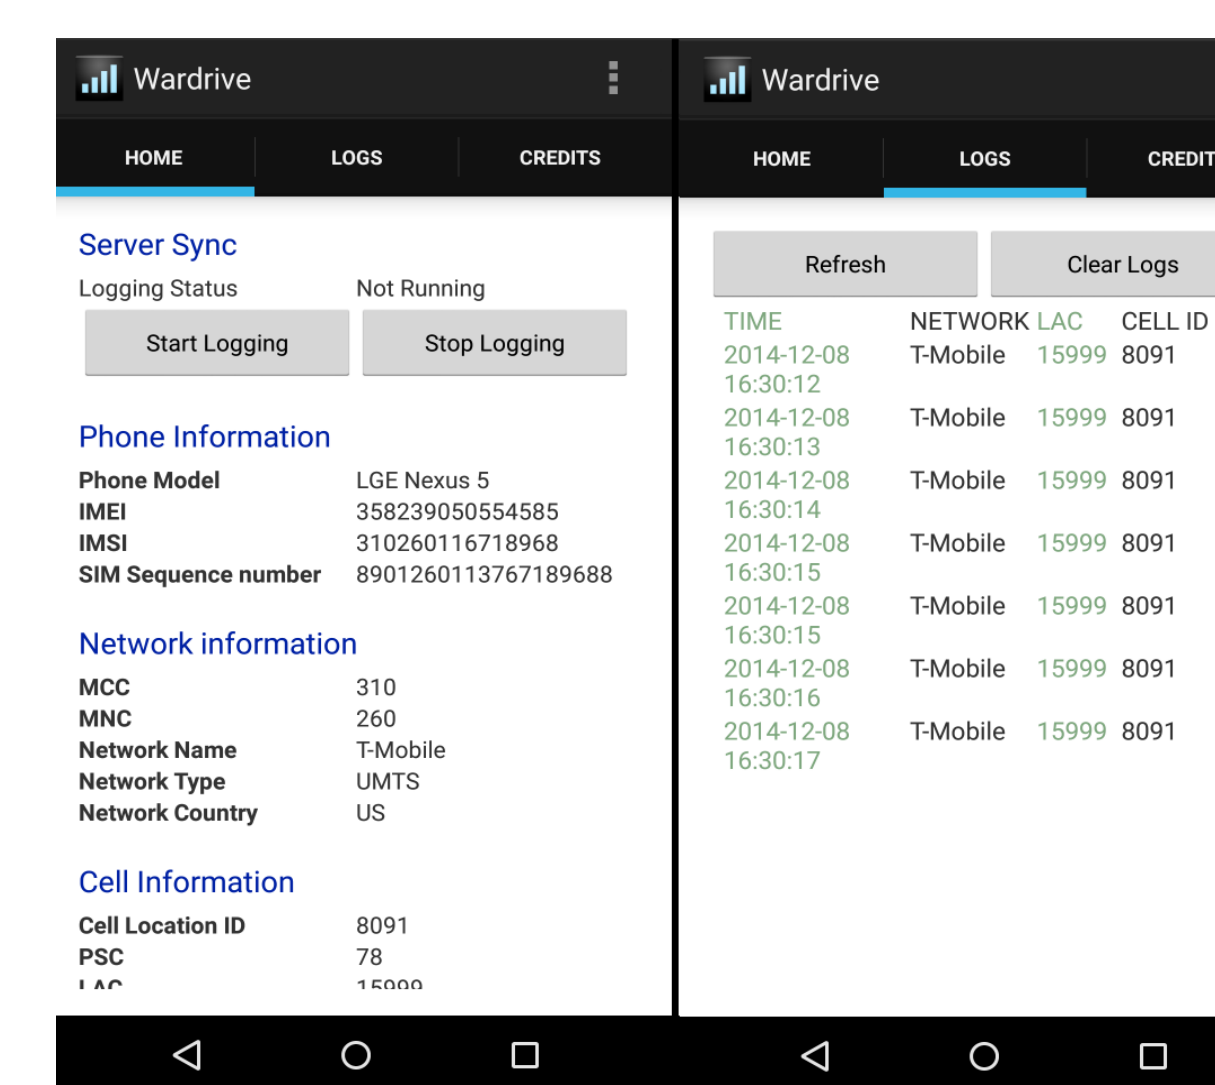 Wardrive
HOME LOGS CREDITS
Server Sync
Logging Status Not Running
Start Logging Stop Logging
Phone Information
Phone Model LGE Nexus 5
IMEI 358239050554585
IMSI 310260116718968
SIM Sequence number 8901260113767189688
Network information
MCC 310
MNC 260
Network Name T-Mobile
Network Type UMTS
Network Country US
Cell Information
Cell Location ID 8091
PSC 78
LAC 15999
Wardrive
HOME LOGS CREDIT
Refresh Clear Logs
TIME NETWORK LAC CELL ID
2014-12-08 T-Mobile 15999 8091
16:30:12
2014-12-08 T-Mobile 15999 8091
16:30:13
2014-12-08 T-Mobile 15999 8091
16:30:14
2014-12-08 T-Mobile 15999 8091
16:30:15
2014-12-08 T-Mobile 15999 8091
16:30:15
2014-12-08 T-Mobile 15999 8091
16:30:16
2014-12-08 T-Mobile 15999 8091
16:30:17